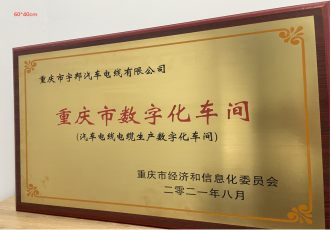 60*40cm
重庆市宇邦汽车电线有限公司
重庆市数字化车间
(汽车电线电缆生产数字化车间)
重庆市经济和信息化委员会
二零二一年八月